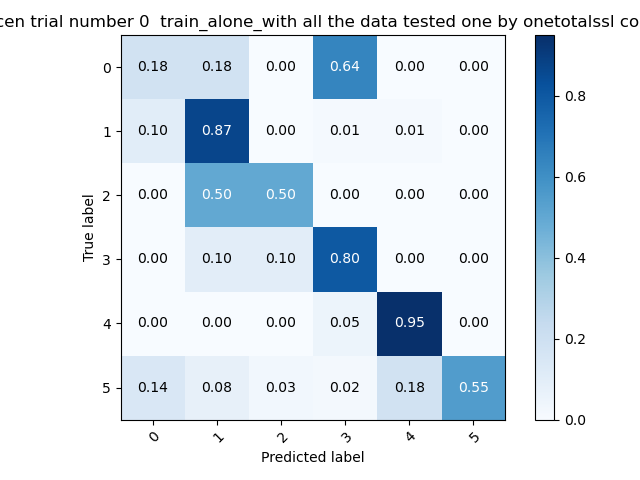 trial number 0 train_alone_with all the data tested one by onetotalssl
0 0.18 0.18 0.00 0.64 0.00 0.00
1 0.10 0.87 0.00 0.01 0.01 0.00
2 0.00 0.50 0.50 0.00 0.00 0.00
3 0.00 0.10 0.10 0.80 0.00 0.00
4 0.00 0.00 0.00 0.05 0.95 0.00
5 0.14 0.08 0.03 0.02 0.18 0.55
True label
0 1 2 3 4 5
Predicted label
0.8
0.6
0.4
0.2
0.0